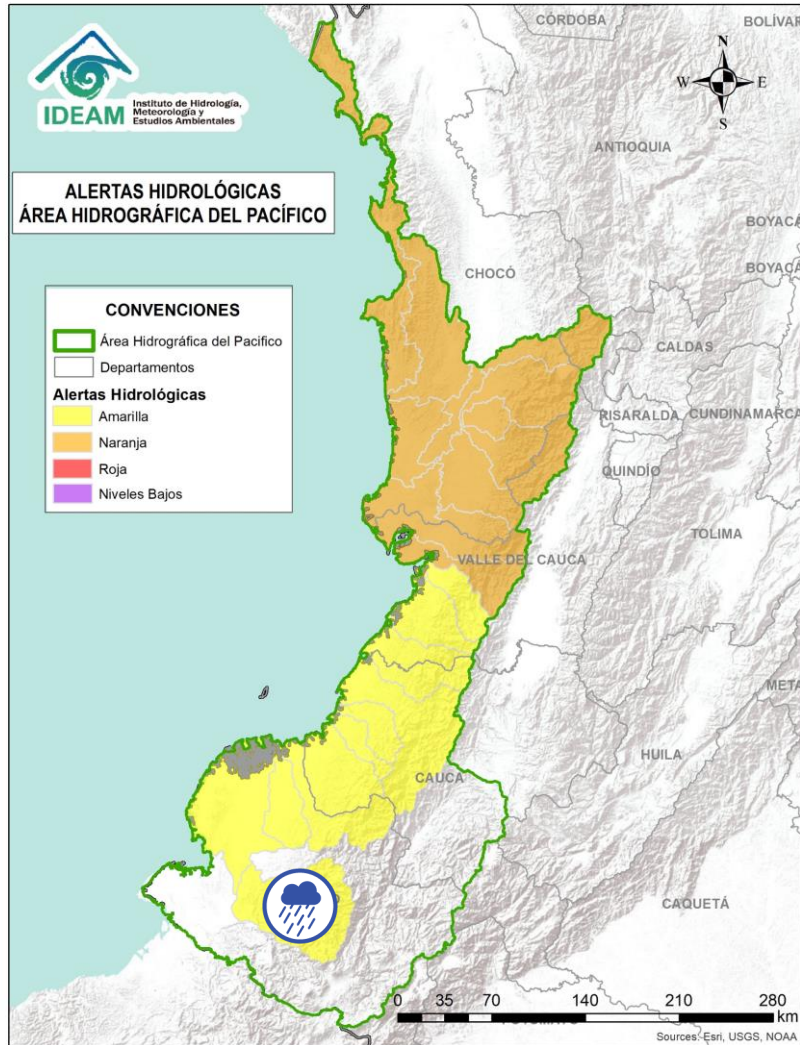 CÓRDOBA
BOLÍVAR
IDEAM
Instituto de Hidrología,
Meteorología y
Estudios Ambientales
N
W
E
S
ANTIOQUIA
ALERTAS HIDROLÓGICAS
ÁREA HIDROGRÁFICA DEL PACÍFICO
BOYACÁ
BOYACÁ
CHOCÓ
CONVENCIONES
Área Hidrográfica del Pacifico
Departamentos
Alertas Hidrológicas
Amarilla
Naranja
Roja
Niveles Bajos
CALDAS
RISARALDA
CUNDINAMARCA
QUINDÍO
TOLIMA
VALLE DEL CAUCA
META
HUILA
CAUCA
CAQUETÁ
0 35 70 140 210 280
km
Sources: Esri, USGS, NOAA